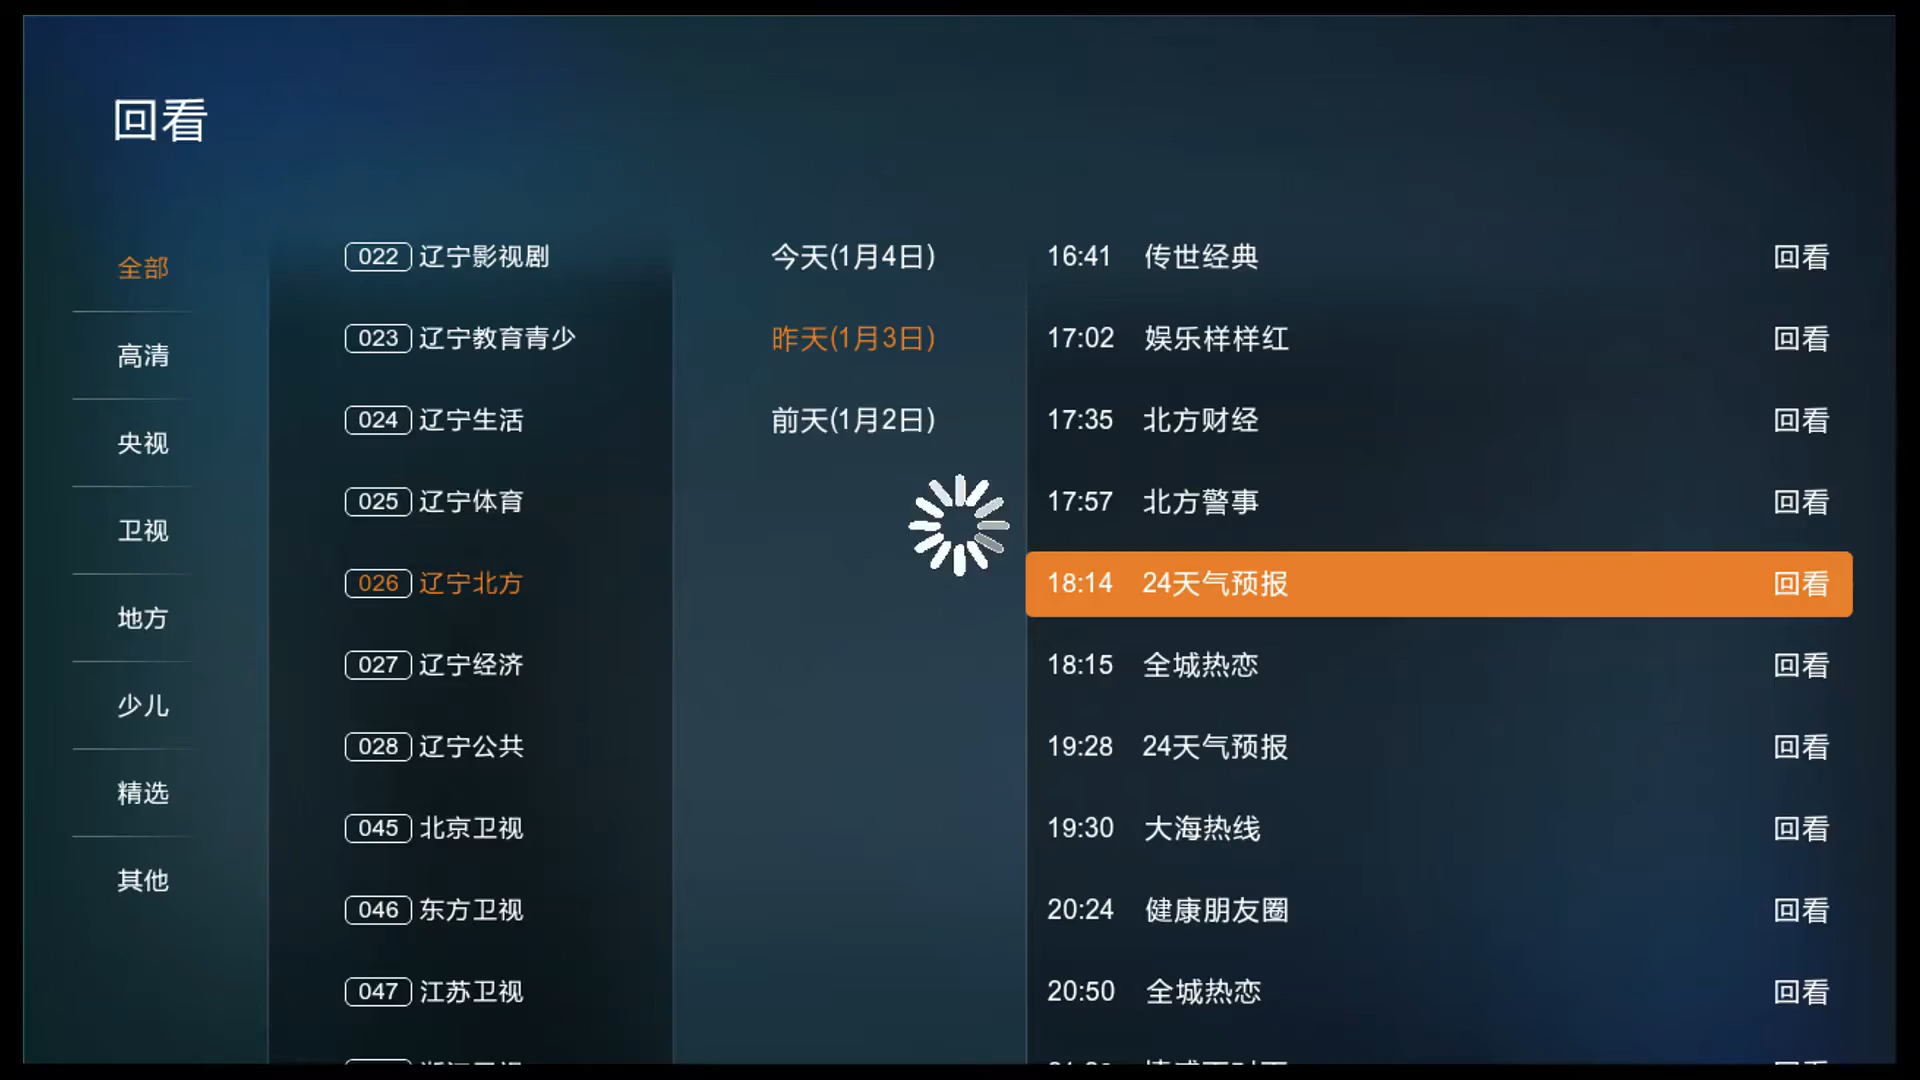 回看
全部
高清
央视
卫视
地方
少儿
精选
其他
022 辽宁影视剧
023 辽宁教育青少
024 辽宁生活
025 辽宁体育
026 辽宁北方
027 辽宁经济
028 辽宁公共
045 北京卫视
046 东方卫视
047 江苏卫视
今天(1月4日)
昨天(1月3日)
前天(1月2日)
16:41 传世经典 回看
17:02 娱乐样样红 回看
17:35 北方财经 回看
17:57 北方警事 回看
18:14 24天气预报 回看
18:15 全城热恋 回看
19:28 24天气预报 回看
19:30 大海热线 回看
20:24 健康朋友圈 回看
20:50 全城热恋 回看